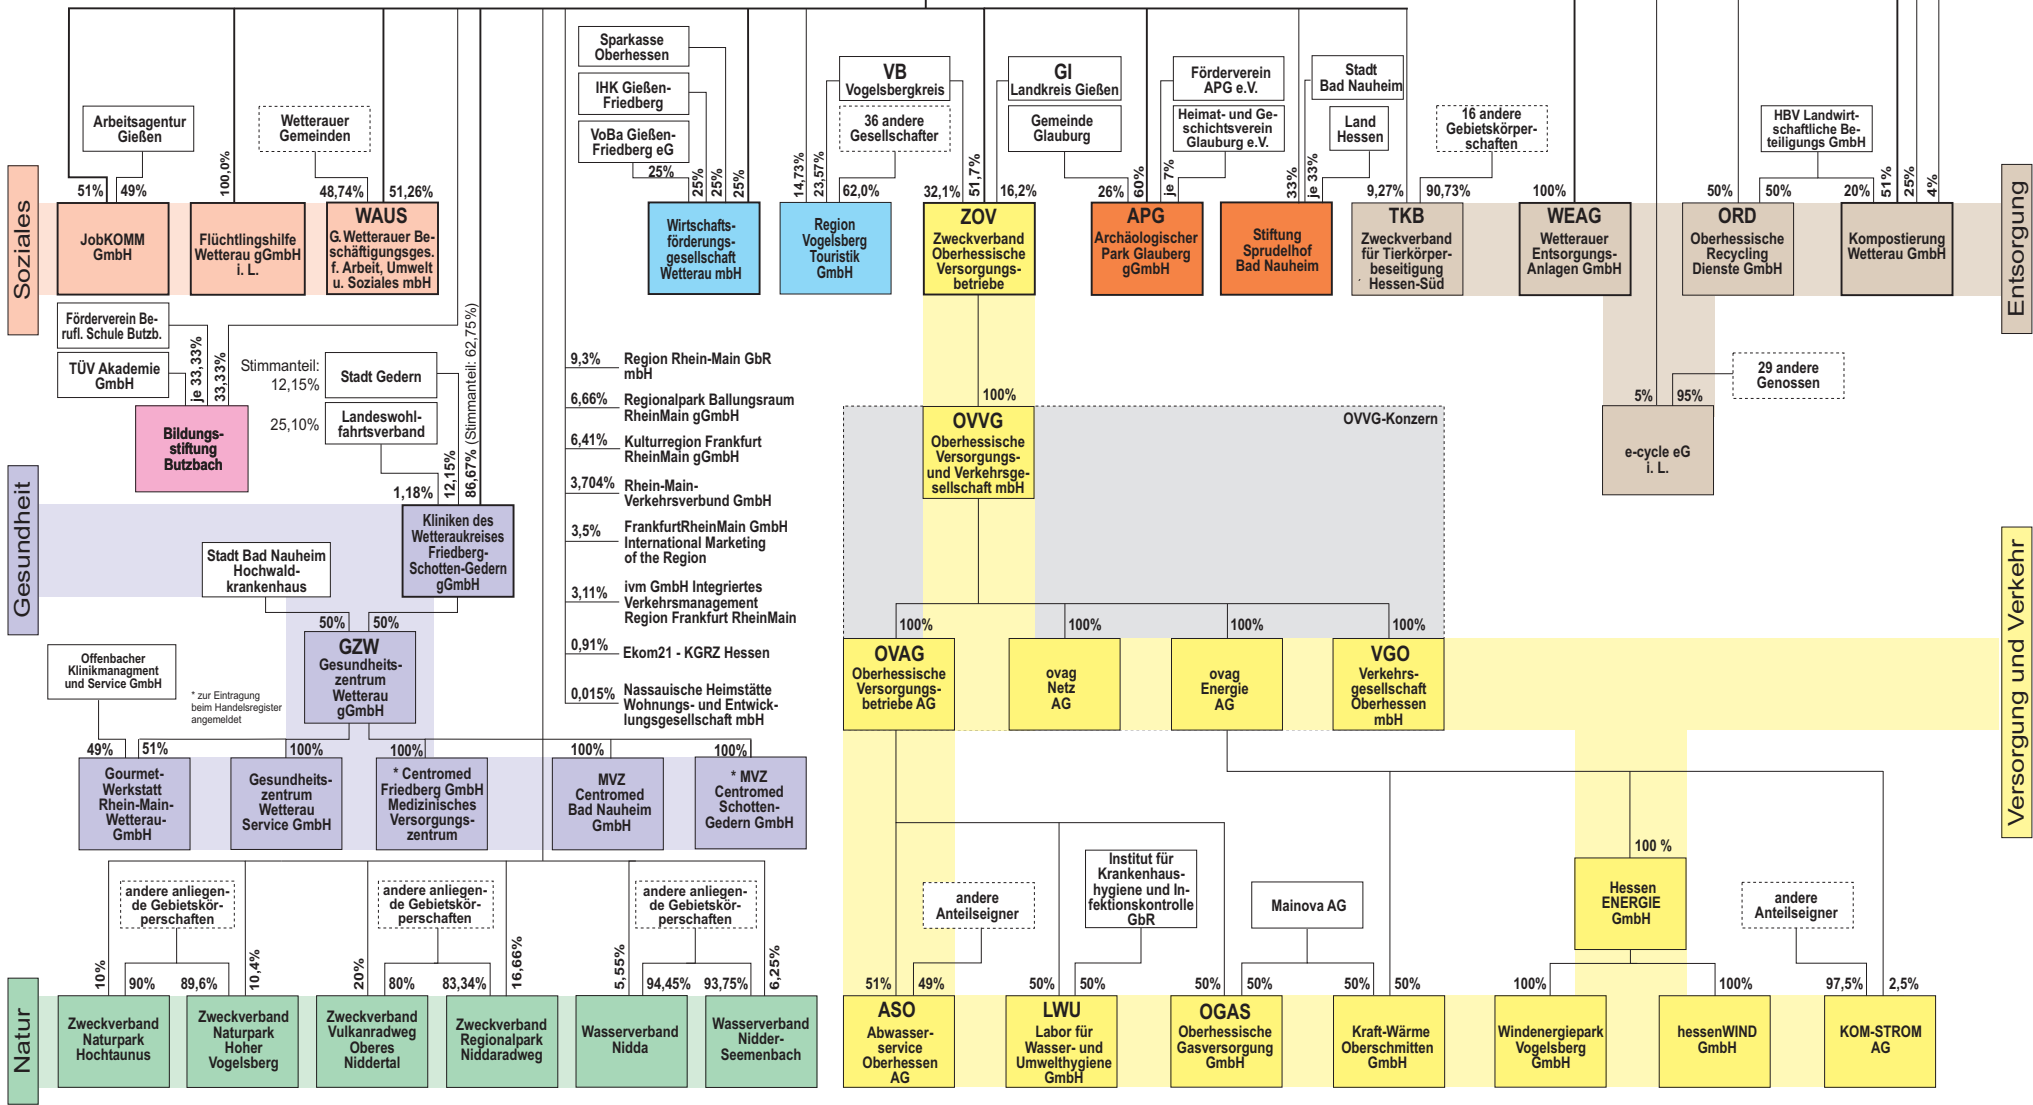 Soziales
Arbeitsagentur
Gießen
51%
49%
JobKOMM
GmbH
100,0%
Flüchtlingshilfe
Wetterau gGmbH
i. L.
Wetterauer
Gemeinden
48,74%
51,26%
WAUS
G. Wetterauer Be-
schäftigungsges.
f. Arbeit, Umwelt
u. Soziales mbH
Förderverein Be-
rufl. Schule Butzb.
TÜV Akademie
GmbH
je 33,33%
33,33%
Bildungs-
stiftung
Butzbach
Sparkasse
Oberhessen
IHK Gießen-
Friedberg
VoBa Gießen-
Friedberg eG
25%
25%
25%
25%
Wirtschafts-
förderungs-
gesellschaft
Wetterau mbH
VB
Vogelsbergkreis
36 andere
Gesellschafter
14,73%
23,57%
62,0%
Region
Vogelsberg
Touristik
GmbH
GI
Landkreis Gießen
32,1%
51,7%
16,2%
ZOV
Zweckverband
Oberhessische
Versorgungs-
betriebe
Gemeinde
Glauburg
Förderverein
APG e.V.
Heimat- und Ge-
schichtsverein
Glauburg e.V.
26%
60%
je 7%
APG
Archäologischer
Park Glauberg
gGmbH
Stadt
Bad Nauheim
Land
Hessen
33%
je 33%
Stiftung
Sprudelhof
Bad Nauheim
16 andere
Gebietskörper-
schaften
9,27%
90,73%
TKB
Zweckverband
für Tierkörper-
beseitigung
Hessen-Süd
100%
WEAG
Wetterauer
Entsorgungs-
Anlagen GmbH
HBV Landwirt-
schaftliche Be-
teiligungs GmbH
50%
50%
ORD
Oberhessische
Recycling
Dienste GmbH
20%
51%
25%
4%
Kompostierung
Wetterau GmbH
Entsorgung
29 andere
Genossen
5%
95%
e-cycle eG
i. L.
Gesundheit
Stimmanteil:
12,15%
Stadt Gedern
25,10%
Landeswohl-
fahrtsverband
1,18%
12,15%
86,67% (Stimmanteil: 62,75%)
Kliniken des
Wetteraukreises
Friedberg-
Schotten-Gedern
gGmbH
Stadt Bad Nauheim
Hochwald-
krankenhaus
50%
50%
GZW
Gesundheits-
zentrum
Wetterau
gGmbH
Offenbacher
Klinikmanagment
und Service GmbH
* zur Eintragung
beim Handelsregister
angemeldet
49%
51%
Gourmet-
Werkstatt
Rhein-Main-
Wetterau-
GmbH
100%
Gesundheits-
zentrum
Wetterau
Service GmbH
100%
* Centromed
Friedberg GmbH
Medizinisches
Versorgungs-
zentrum
100%
MVZ
Centromed
Bad Nauheim
GmbH
100%
* MVZ
Centromed
Schotten-
Gedern GmbH
9,3%
Region Rhein-Main GbR
mbH
6,66%
Regionalpark Ballungsraum
RheinMain gGmbH
6,41%
Kulturregion Frankfurt
RheinMain gGmbH
3,704%
Rhein-Main-
Verkehrsverbund GmbH
3,5%
FrankfurtRheinMain GmbH
International Marketing
of the Region
3,11%
ivm GmbH Integriertes
Verkehrsmanagement
Region Frankfurt RheinMain
0,91%
Ekom21 - KGRZ Hessen
0,015%
Nassauische Heimstätte
Wohnungs- und Entwick-
lungsgesellschaft mbH
100%
OVVG
Oberhessische
Versorgungs-
und Verkehrsge-
sellschaft mbH
OVVG-Konzern
100%
OVAG
Oberhessische
Versorgungs-
betriebe AG
100%
ovag
Netz
AG
100%
ovag
Energie
AG
100%
VGO
Verkehrs-
gesellschaft
Oberhessen
mbH
Versorgung und Verkehr
Natur
andere anliegen-
de Gebietskör-
perschaften
10%
90%
Zweckverband
Naturpark
Hochtaunus
89,6%
10,4%
Zweckverband
Naturpark
Hoher
Vogelsberg
andere anliegen-
de Gebietskör-
perschaften
20%
80%
Zweckverband
Vulkanradweg
Oberes
Niddertal
83,34%
16,66%
Zweckverband
Regionalpark
Niddaradweg
andere anliegen-
de Gebietskör-
perschaften
5,55%
94,45%
Wasserverband
Nidda
93,75%
6,25%
Wasserverband
Nidder-
Seemenbach
andere
Anteilseigner
51%
49%
ASO
Abwasser-
service
Oberhessen
AG
Institut für
Krankenhaus-
hygiene und In-
fektionskontrolle
GbR
50%
50%
LWU
Labor für
Wasser- und
Umwelthygiene
GmbH
Mainova AG
50%
50%
OGAS
Oberhessische
Gasversorgung
GmbH
50%
50%
Kraft-Wärme
Oberschmitten
GmbH
100 %
Hessen
ENERGIE
GmbH
100%
Windenergiepark
Vogelsberg
GmbH
100%
hessenWIND
GmbH
andere
Anteilseigner
97,5%
2,5%
KOM-STROM
AG